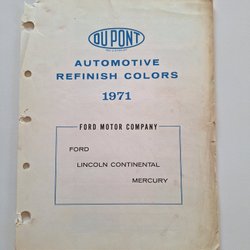 DU PONT
AUTOMOTIVE
REFINISH COLORS
1971
FORD MOTOR COMPANY
FORD
LINCOLN CONTINENTAL
MERCURY